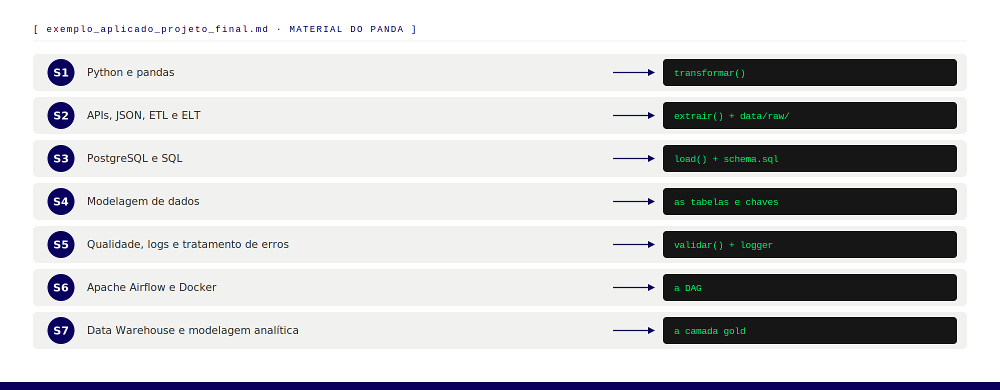 [ exemplo_aplicado_projeto_final.md · MATERIAL DO PANDA ]
S1 Python e pandas transformar()
S2 APIs, JSON, ETL e ELT extrair() + data/raw/
S3 PostgreSQL e SQL load() + schema.sql
S4 Modelagem de dados as tabelas e chaves
S5 Qualidade, logs e tratamento de erros validar() + logger
S6 Apache Airflow e Docker a DAG
S7 Data Warehouse e modelagem analítica a camada gold